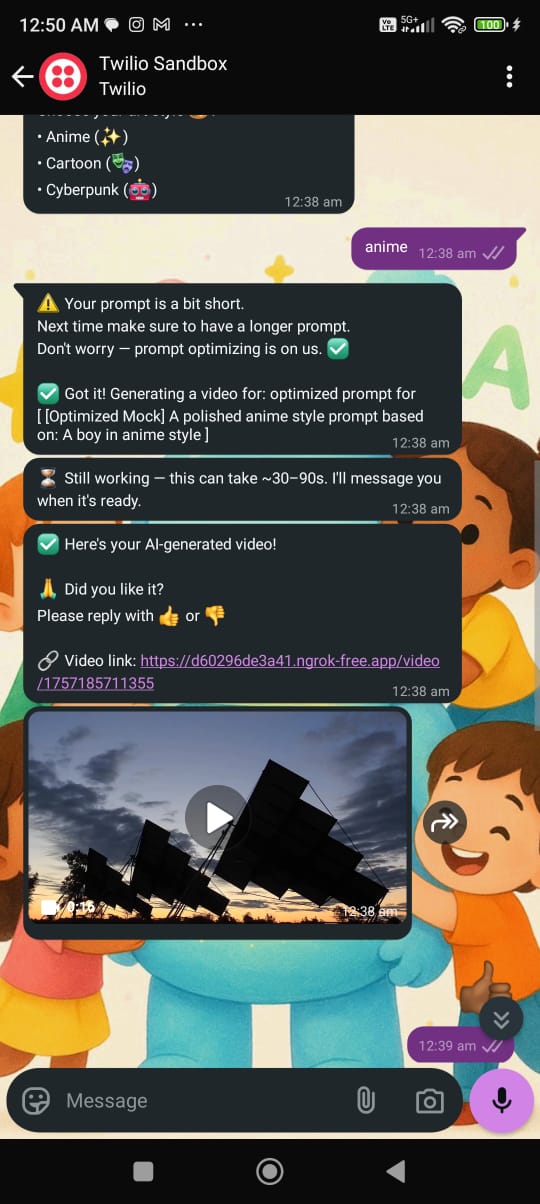 12:50 AM
Vo
LTE
5G+
100
Twilio Sandbox
Twilio
• Anime (✨)
• Cartoon (🎭)
• Cyberpunk (🤖)
12:38 am
anime
12:38 am
⚠️ Your prompt is a bit short.
Next time make sure to have a longer prompt.
Don't worry — prompt optimizing is on us. ✅
✅ Got it! Generating a video for: optimized prompt for
[ [Optimized Mock] A polished anime style prompt based
on: A boy in anime style ]
12:38 am
⏳ Still working — this can take ~30–90s. I'll message you
when it's ready.
12:38 am
✅ Here's your AI-generated video!
🙏 Did you like it?
Please reply with 👍 or 👎
🔗 Video link: https://d60296de3a41.ngrok-free.app/video
/1757185711355
12:38 am
0:16
12:38 am
12:39 am
A
Message